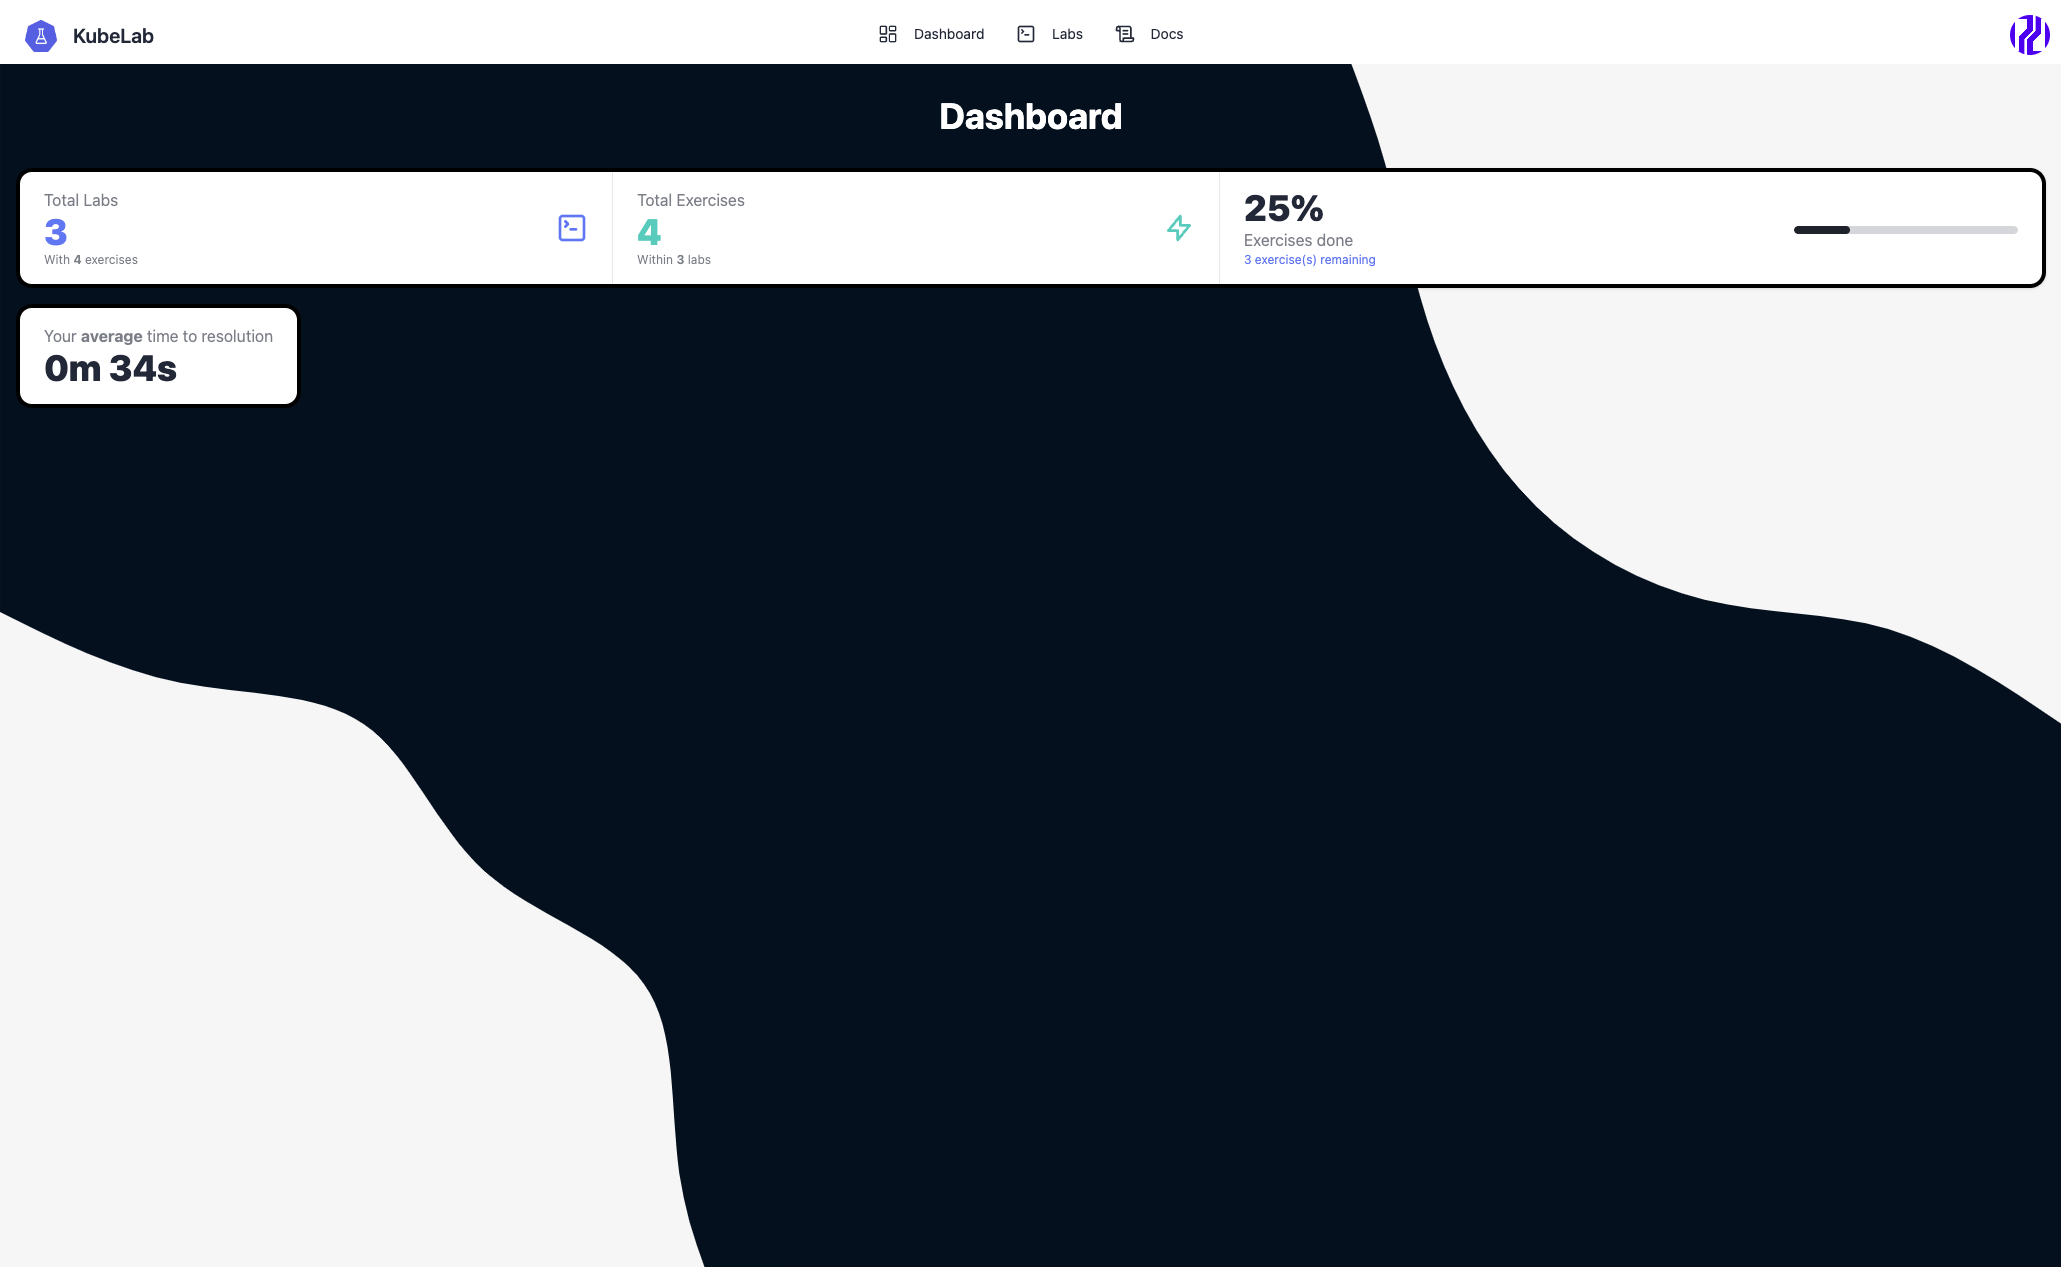 KubeLab
Dashboard
Labs
Docs
Dashboard
Total Labs
3
With 4 exercises
Total Exercises
4
Within 3 labs
25%
Exercises done
3 exercise(s) remaining
Your average time to resolution
0m 34s